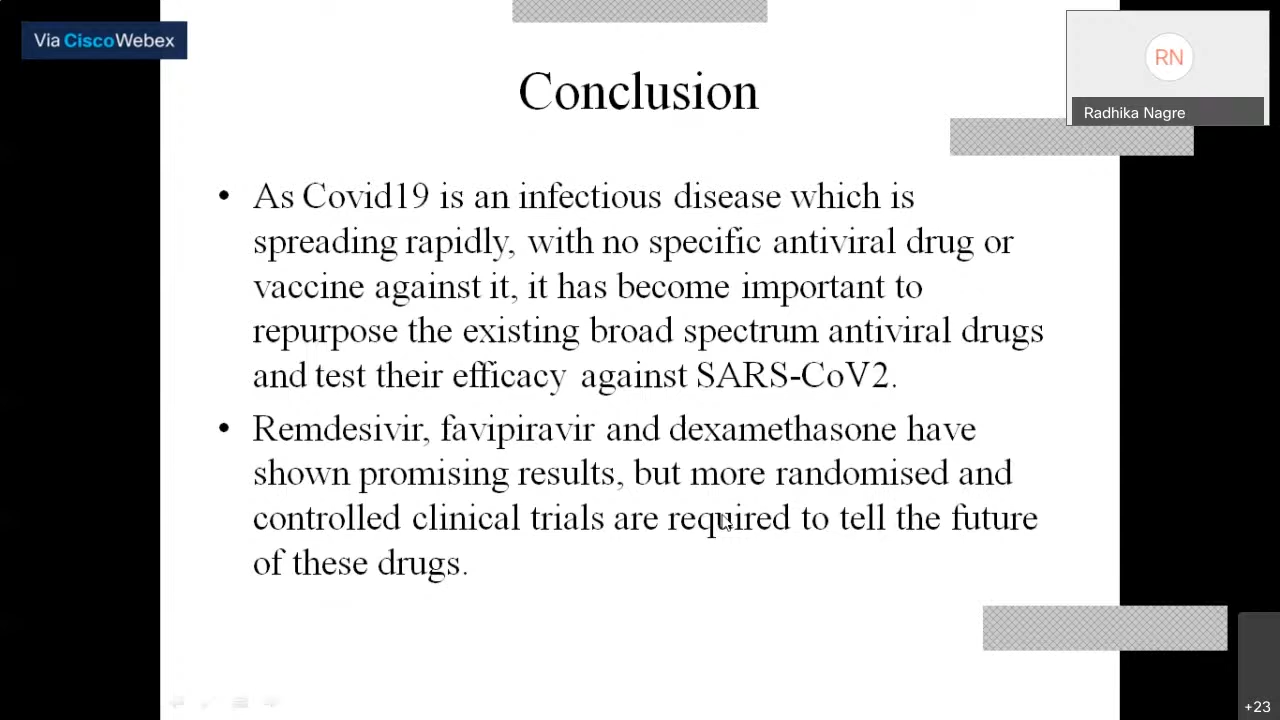 Via CiscoWebex
RN
Radhika Nagre
Conclusion
• As Covid19 is an infectious disease which is
spreading rapidly, with no specific antiviral drug or
vaccine against it, it has become important to
repurpose the existing broad spectrum antiviral drugs
and test their efficacy against SARS-CoV2.
• Remdesivir, favipiravir and dexamethasone have
shown promising results, but more randomised and
controlled clinical trials are required to tell the future
of these drugs.
+23